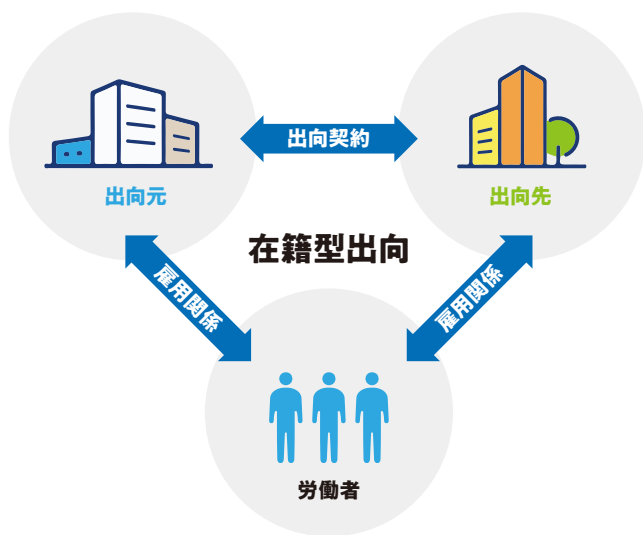 出向契約
出向元
出向先
在籍型出向
雇用関係
雇用関係
労働者